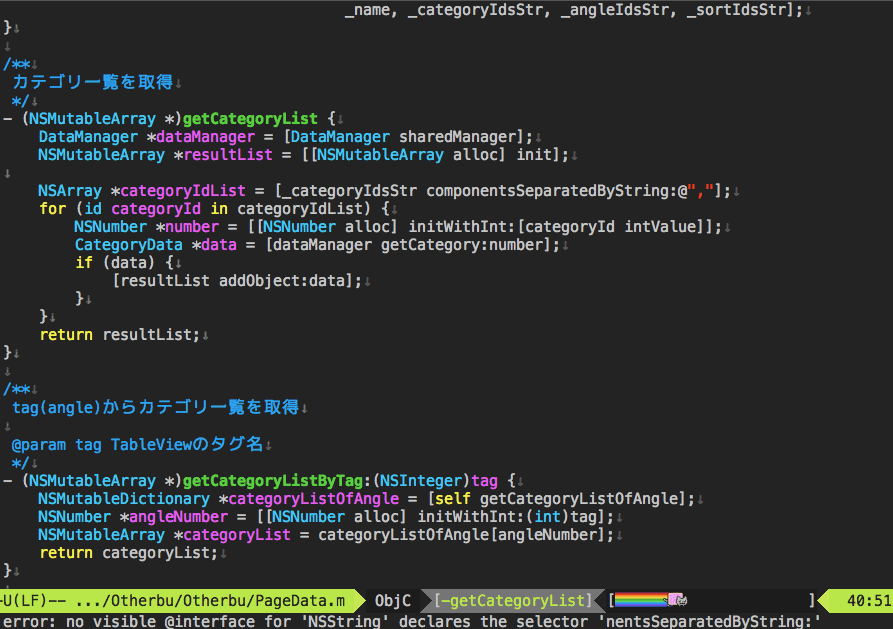 _name, _categoryIdsStr, _angleIdsStr, _sortIdsStr];↓
}↓
↓
/**↓
カテゴリ一覧を取得↓
*/↓
- (NSMutableArray *)getCategoryList {↓
DataManager *dataManager = [DataManager sharedManager];↓
NSMutableArray *resultList = [[NSMutableArray alloc] init];↓
↓
NSArray *categoryIdList = [_categoryIdsStr componentsSeparatedByString:@","];↓
for (id categoryId in categoryIdList) {↓
NSNumber *number = [[NSNumber alloc] initWithInt:[categoryId intValue]];↓
CategoryData *data = [dataManager getCategory:number];↓
if (data) {↓
[resultList addObject:data];↓
}↓
}↓
return resultList;↓
}↓
↓
/**↓
tag(angle)からカテゴリ一覧を取得↓
↓
@param tag TableViewのタグ名↓
*/↓
- (NSMutableArray *)getCategoryListByTag:(NSInteger)tag {↓
NSMutableDictionary *categoryListOfAngle = [self getCategoryListOfAngle];↓
NSNumber *angleNumber = [[NSNumber alloc] initWithInt:(int)tag];↓
NSMutableArray *categoryList = categoryListOfAngle[angleNumber];↓
return categoryList;↓
}↓
-U(LF)-- .../Otherbu/Otherbu/PageData.m ObjC [-getCategoryList] [ ] 40:51
error: no visible @interface for 'NSString' declares the selector 'nentsSeparatedByString:'